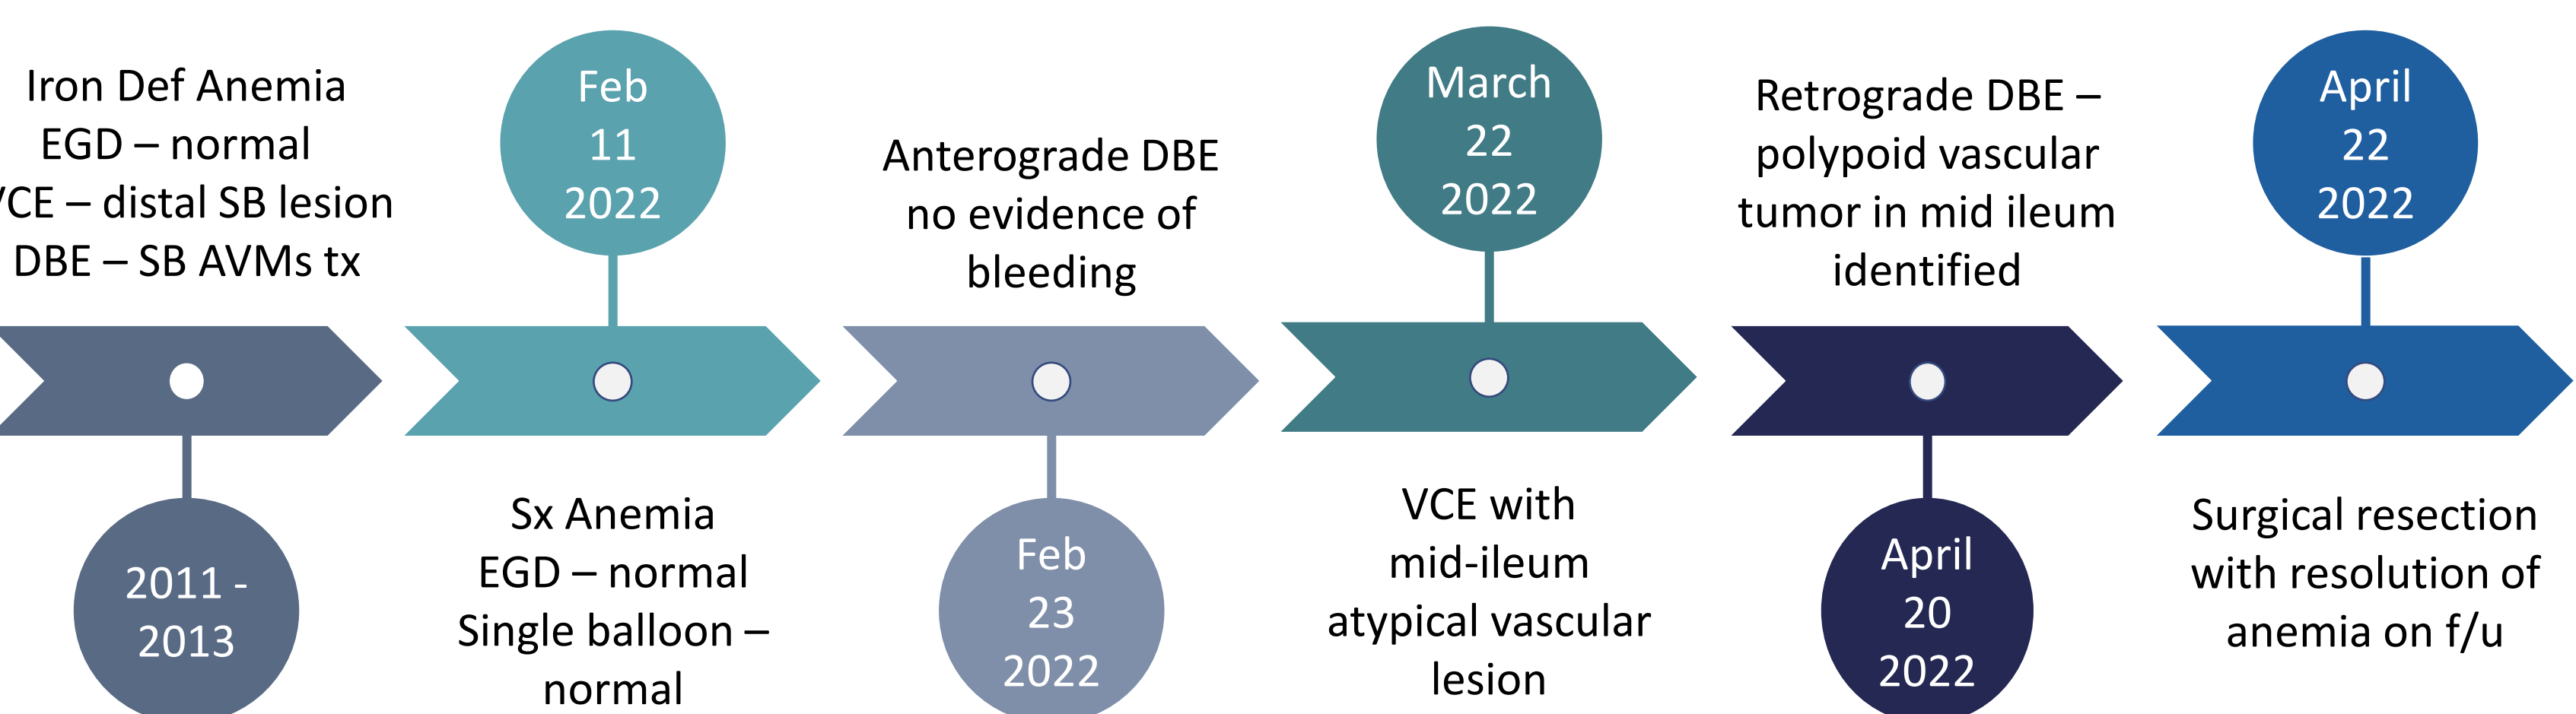 Iron Def Anemia
EGD – normal
VCE – distal SB lesion
DBE – SB AVMs tx
2011 -
2013
Feb
11
2022
Sx Anemia
EGD – normal
Single balloon –
normal
Anterograde DBE
no evidence of
bleeding
Feb
23
2022
March
22
2022
VCE with
mid-ileum
atypical vascular
lesion
Retrograde DBE –
polypoid vascular
tumor in mid ileum
identified
April
20
2022
April
22
2022
Surgical resection
with resolution of
anemia on f/u